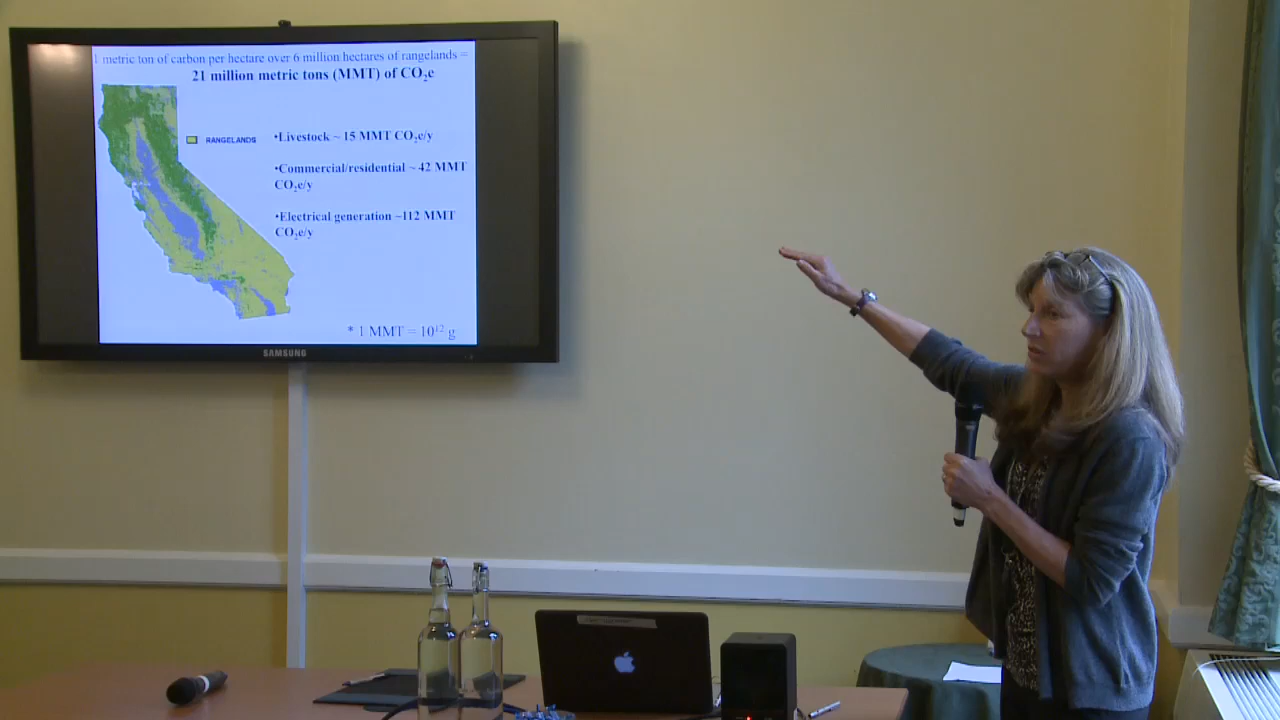 1 metric ton of carbon per hectare over 6 million hectares of rangelands =
21 million metric tons (MMT) of CO₂e
RANGELANDS
•Livestock ~ 15 MMT CO₂e/y
•Commercial/residential ~ 42 MMT
CO₂e/y
•Electrical generation ~112 MMT
CO₂e/y
* 1 MMT = 10¹² g
SAMSUNG